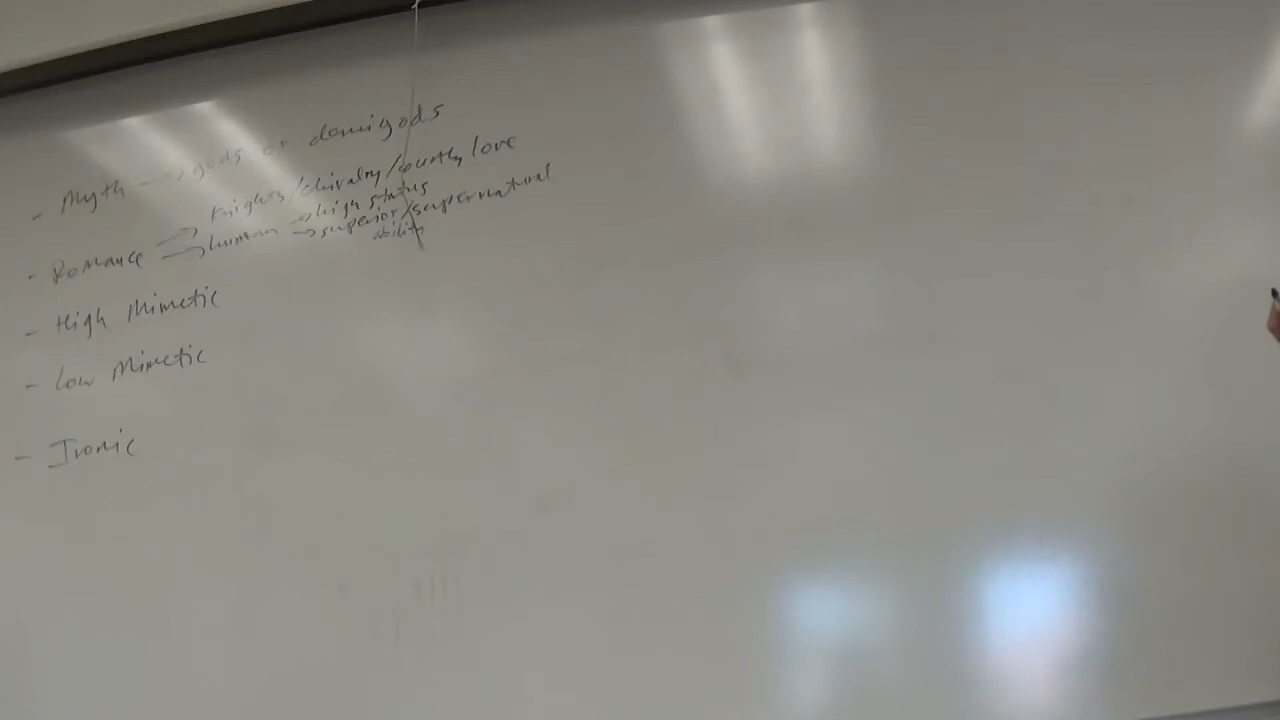 - Myth → gods or demigods
→ Knights/chivalry/courtly love
- Romance → human → high status
→ superior/supernatural
ability
- High Mimetic
- Low Mimetic
- Ironic